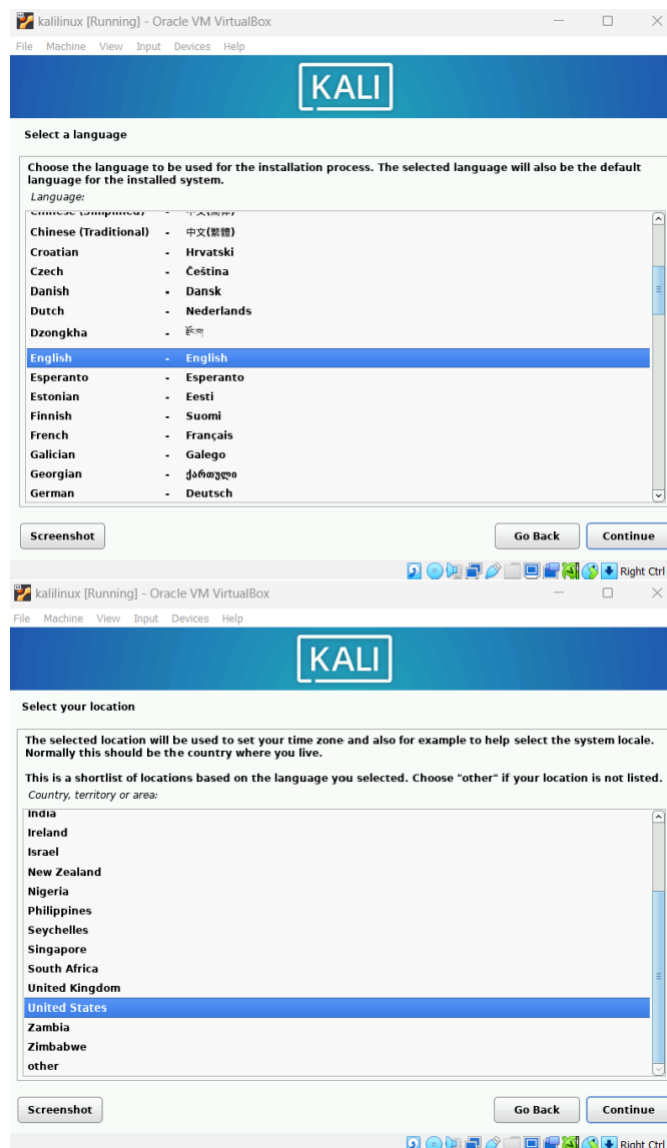 kalilinux [Running] - Oracle VM VirtualBox
File Machine View Input Devices Help
KALI
Select a language
Choose the language to be used for the installation process. The selected language will also be the default
language for the installed system.
Language:
Chinese (Simplified) - 中文(简体)
Chinese (Traditional) - 中文(繁體)
Croatian - Hrvatski
Czech - Čeština
Danish - Dansk
Dutch - Nederlands
Dzongkha - རྫོང་ཁ།
English - English
Esperanto - Esperanto
Estonian - Eesti
Finnish - Suomi
French - Français
Galician - Galego
Georgian - ქართული
German - Deutsch
Screenshot Go Back Continue
Right Ctrl
kalilinux [Running] - Oracle VM VirtualBox
File Machine View Input Devices Help
KALI
Select your location
The selected location will be used to set your time zone and also for example to help select the system locale.
Normally this should be the country where you live.
This is a shortlist of locations based on the language you selected. Choose "other" if your location is not listed.
Country, territory or area:
India
Ireland
Israel
New Zealand
Nigeria
Philippines
Seychelles
Singapore
South Africa
United Kingdom
United States
Zambia
Zimbabwe
other
Screenshot Go Back Continue
Right Ctrl